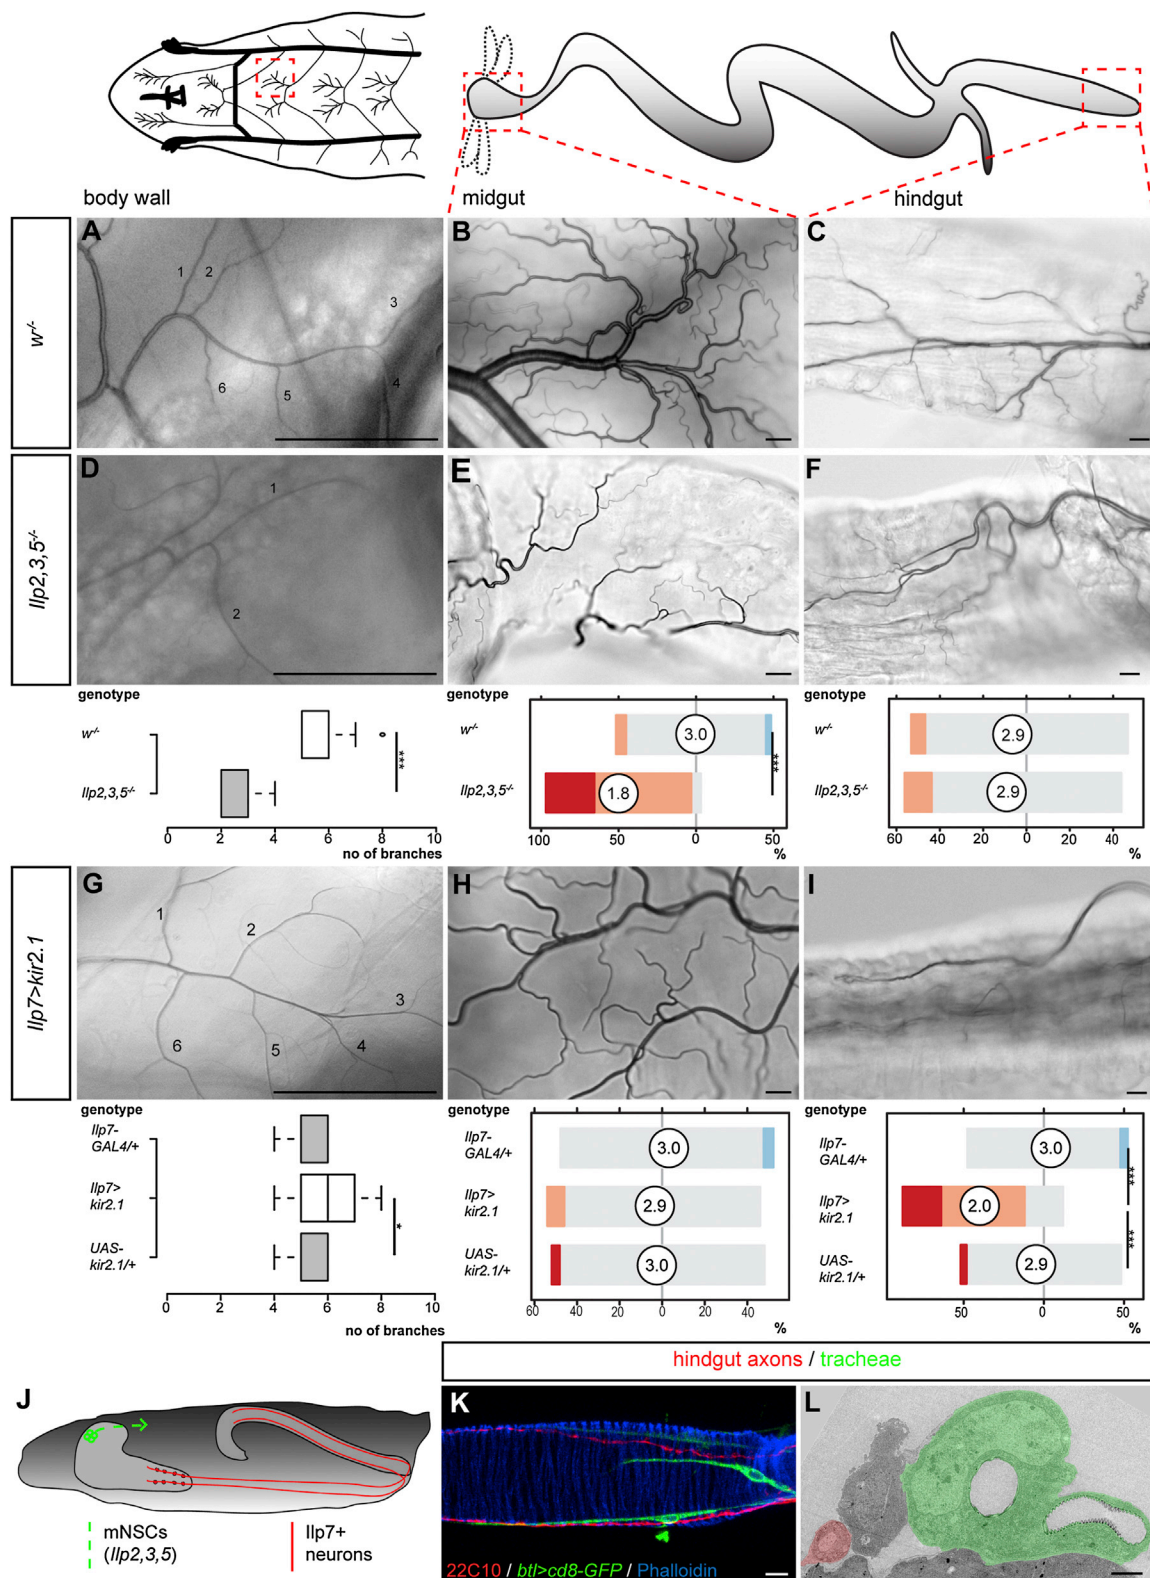 body wall
midgut
hindgut
A
B
C
1
2
3
4
5
6
w-/-
D
E
F
1
2
Ilp2,3,5-/-
genotype
w-/-
Ilp2,3,5-/-
***
0 2 4 6 8 10
no of branches
genotype
w-/-
3.0
Ilp2,3,5-/-
1.8
***
100 50 0 50
%
genotype
w-/-
2.9
Ilp2,3,5-/-
2.9
60 40 20 0 20 40
%
G
H
I
1
2
3
4
5
6
Ilp7>kir2.1
genotype
Ilp7-
GAL4/+
Ilp7>
kir2.1
UAS-
kir2.1/+
*
0 2 4 6 8 10
no of branches
genotype
Ilp7-
GAL4/+
3.0
Ilp7>
kir2.1
2.9
UAS-
kir2.1/+
3.0
60 40 20 0 20 40
%
genotype
Ilp7-
GAL4/+
3.0
Ilp7>
kir2.1
2.0
UAS-
kir2.1/+
2.9
***
***
50 0 50
%
hindgut axons / tracheae
J
K
L
mNSCs
(Ilp2,3,5)
Ilp7+
neurons
22C10 / btl>cd8-GFP / Phalloidin